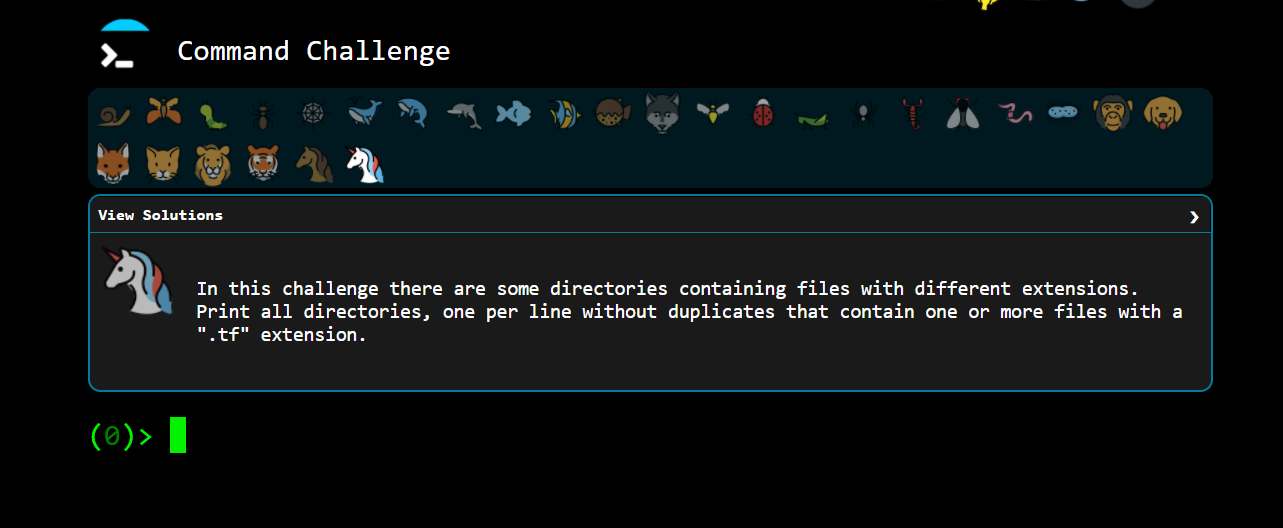 Command Challenge
View Solutions
In this challenge there are some directories containing files with different extensions.
Print all directories, one per line without duplicates that contain one or more files with a
".tf" extension.
(0)>